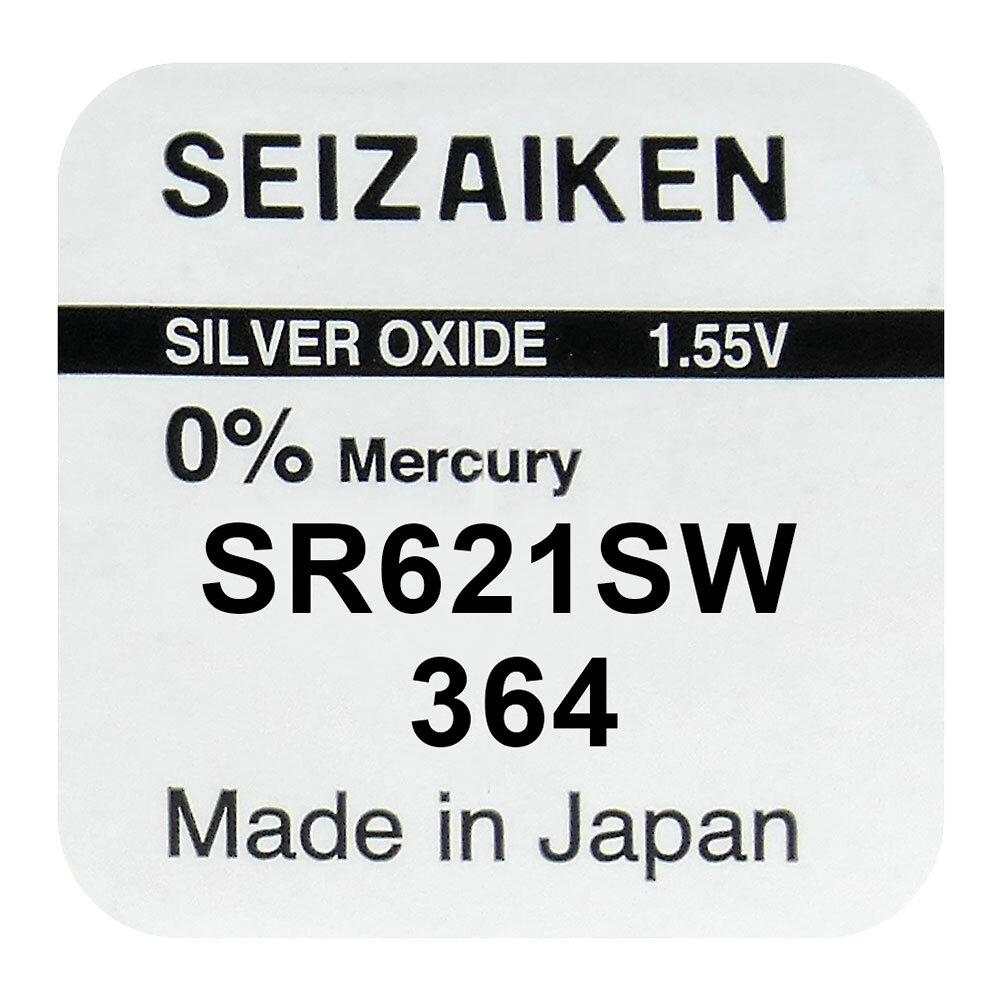 SEIZAIKEN
SILVER OXIDE 1.55V
0% Mercury
SR621SW
364
Made in Japan